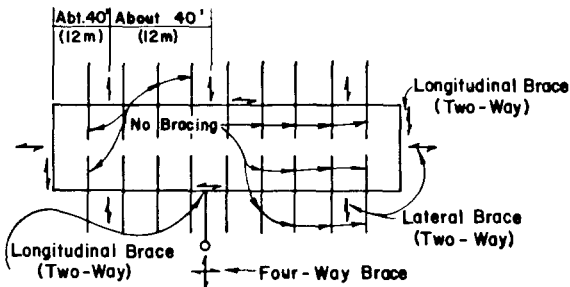 Abt. 40' About 40'
(12m) (12m)
Longitudinal Brace
(Two-Way)
No Bracing
Lateral Brace
(Two-Way)
Longitudinal Brace
(Two-Way)
Four-Way Brace